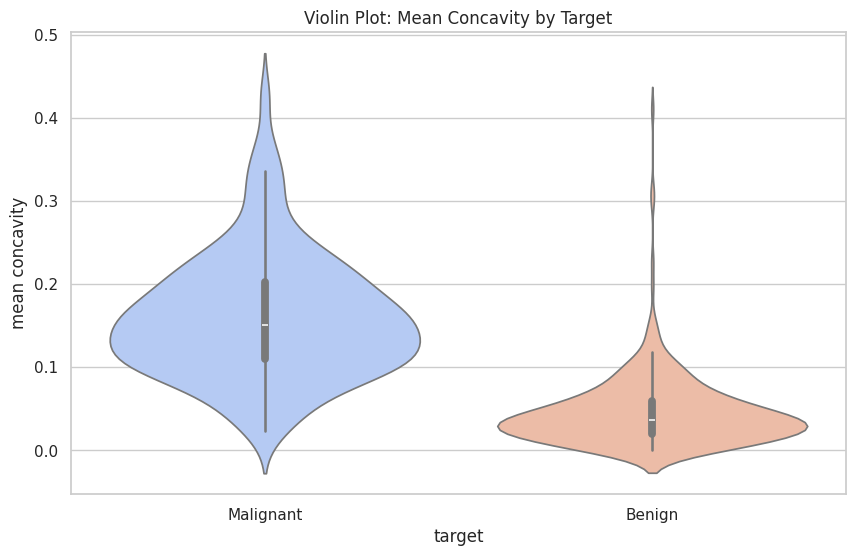 Violin Plot: Mean Concavity by Target
0.5
0.4
0.3
0.2
0.1
0.0
mean concavity
Malignant
Benign
target